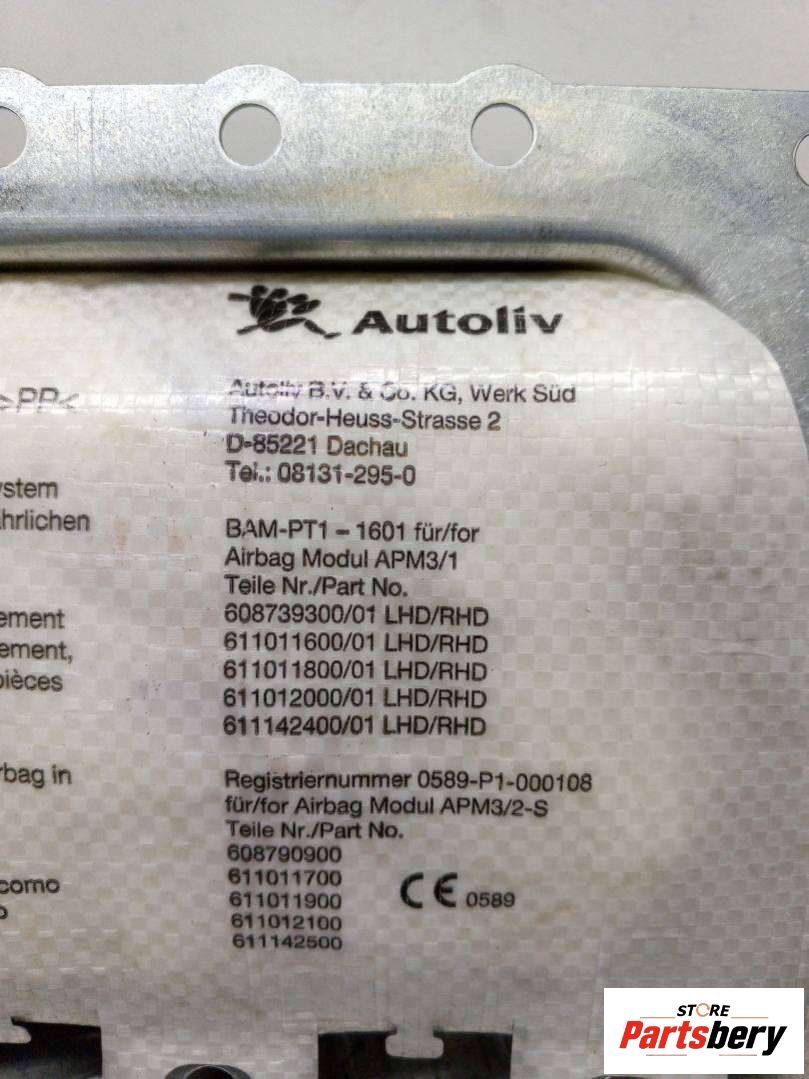 >PP<
ystem
ährlichen
ement
ement,
pièces
rbag in
como
Autoliv
Autoliv B.V. & Co. KG, Werk Süd
Theodor-Heuss-Strasse 2
D-85221 Dachau
Tel.: 08131-295-0
BAM-PT1 – 1601 für/for
Airbag Modul APM3/1
Teile Nr./Part No.
608739300/01 LHD/RHD
611011600/01 LHD/RHD
611011800/01 LHD/RHD
611012000/01 LHD/RHD
611142400/01 LHD/RHD
Registriernummer 0589-P1-000108
für/for Airbag Modul APM3/2-S
Teile Nr./Part No.
608790900
611011700
611011900
611012100
611142500
CE 0589
STORE
Partsbery